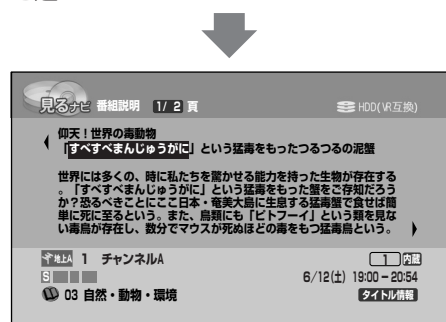 見るナビ 番組説明 1/ 2 頁 HDD(VR互換)
仰天!世界の毒動物
「すべすべまんじゅうがに」という猛毒をもったつるつるの泥蟹
世界には多くの、時に私たちを驚かせる能力を持った生物が存在する
。「すべすべまんじゅうがに」という猛毒をもった蟹をご存知だろう
か?恐るべきことにここ日本・奄美大島に生息する猛毒蟹で食せば簡
単に死に至るという。また、鳥類にも「ビトーフィ」という類を見な
い毒鳥が存在し、数分でマウスが死ぬほどの毒をもつ猛毒鳥という。
地上A 1 チャンネルA 1 内蔵
S 6/12(土) 19:00-20:54
03 自然・動物・環境 タイトル情報